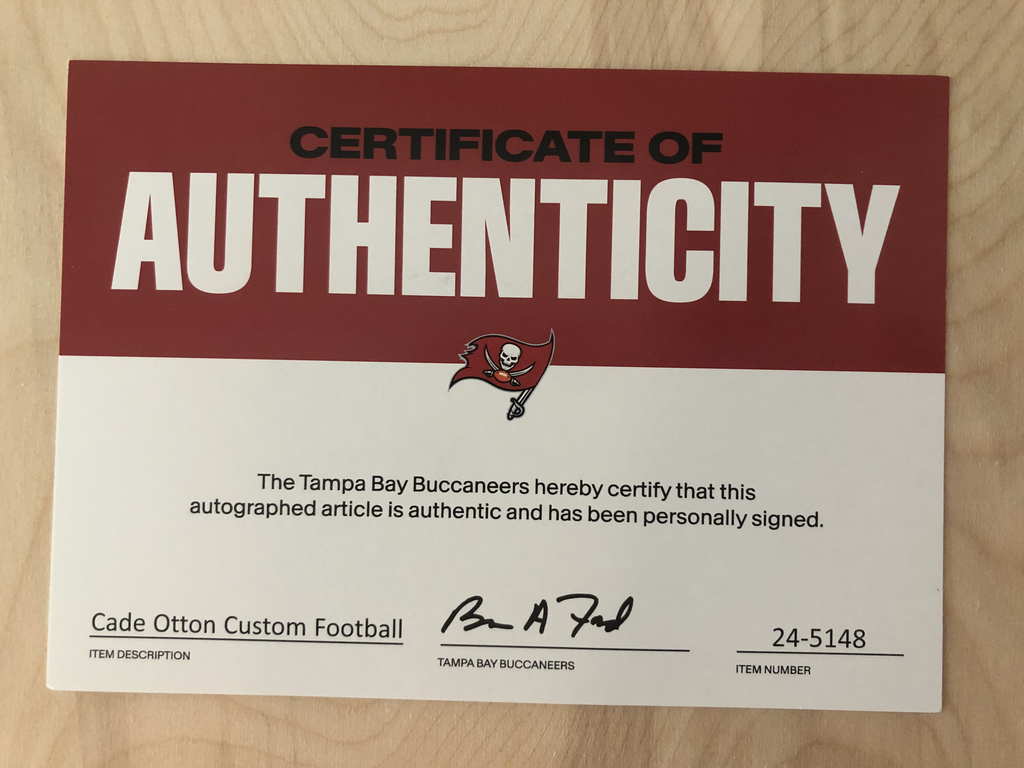 CERTIFICATE OF
AUTHENTICITY
The Tampa Bay Buccaneers hereby certify that this
autographed article is authentic and has been personally signed.
Cade Otton Custom Football
ITEM DESCRIPTION
B A Ford
TAMPA BAY BUCCANEERS
24-5148
ITEM NUMBER